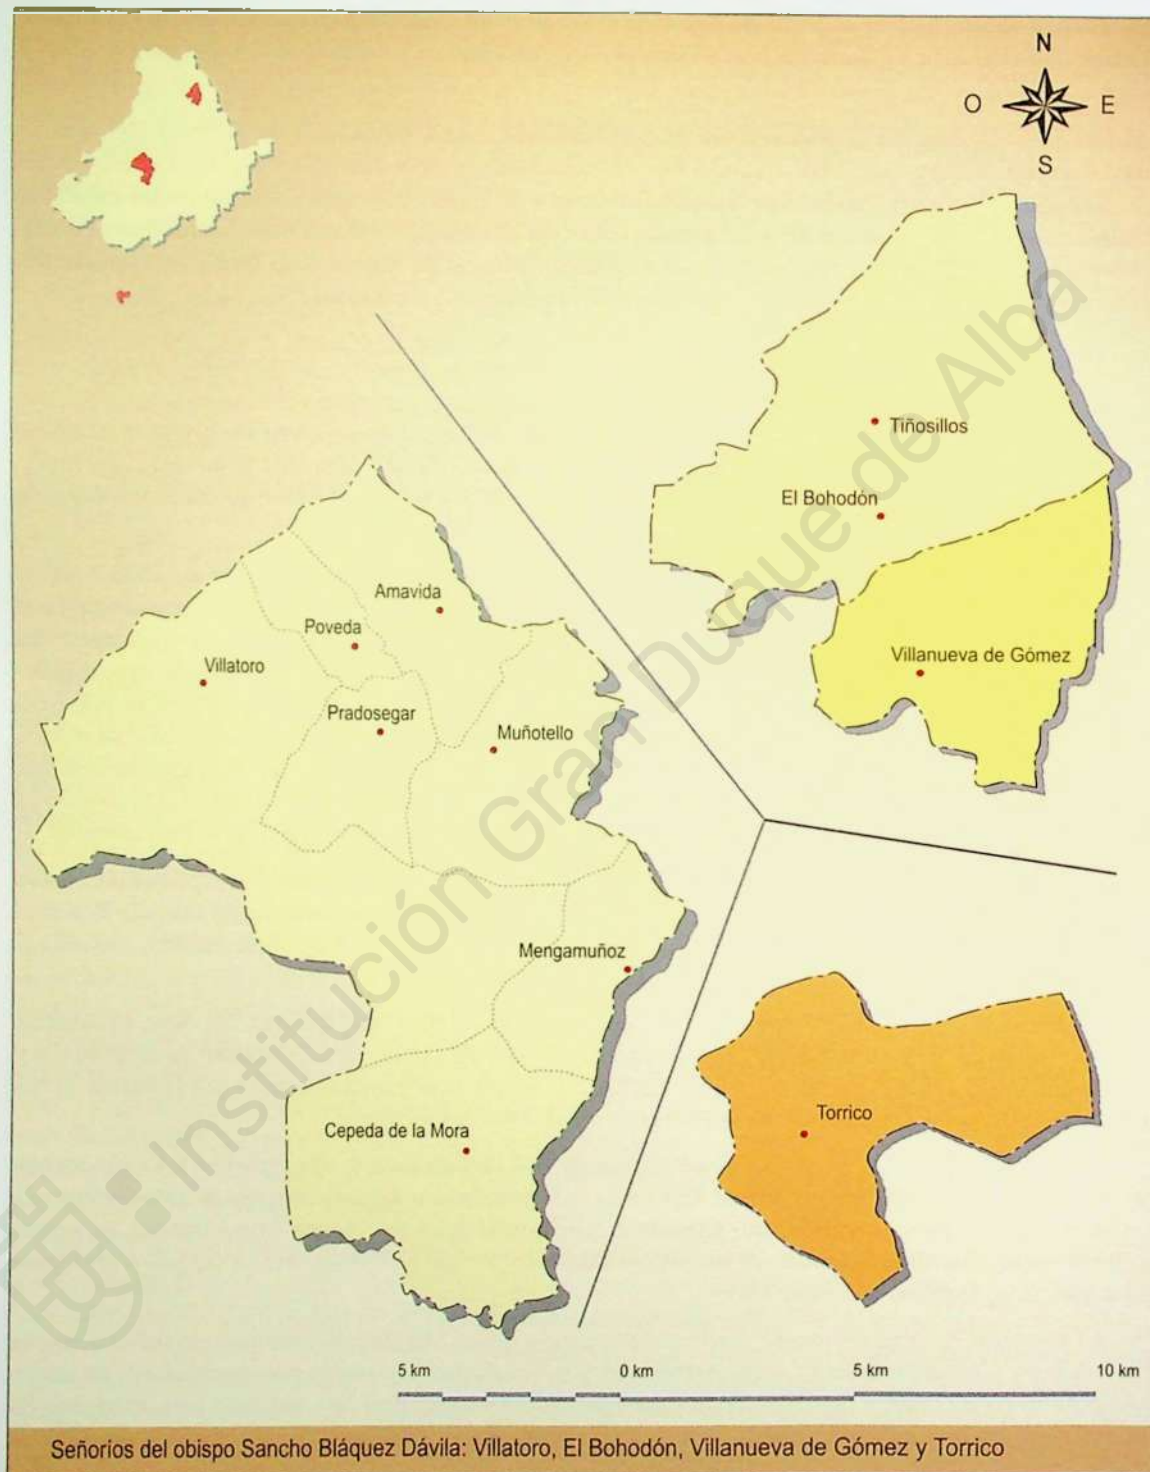 N
O E
S
Tiñosillos
El Bohodón
Villanueva de Gómez
Amavida
Poveda
Villatoro
Pradosegar
Muñotello
Mengamuñoz
Cepeda de la Mora
Torrico
5 km 0 km 5 km 10 km
Señorios del obispo Sancho Bláquez Dávila: Villatoro, El Bohodón, Villanueva de Gómez y Torrico
Institución Gran Duque de Alba